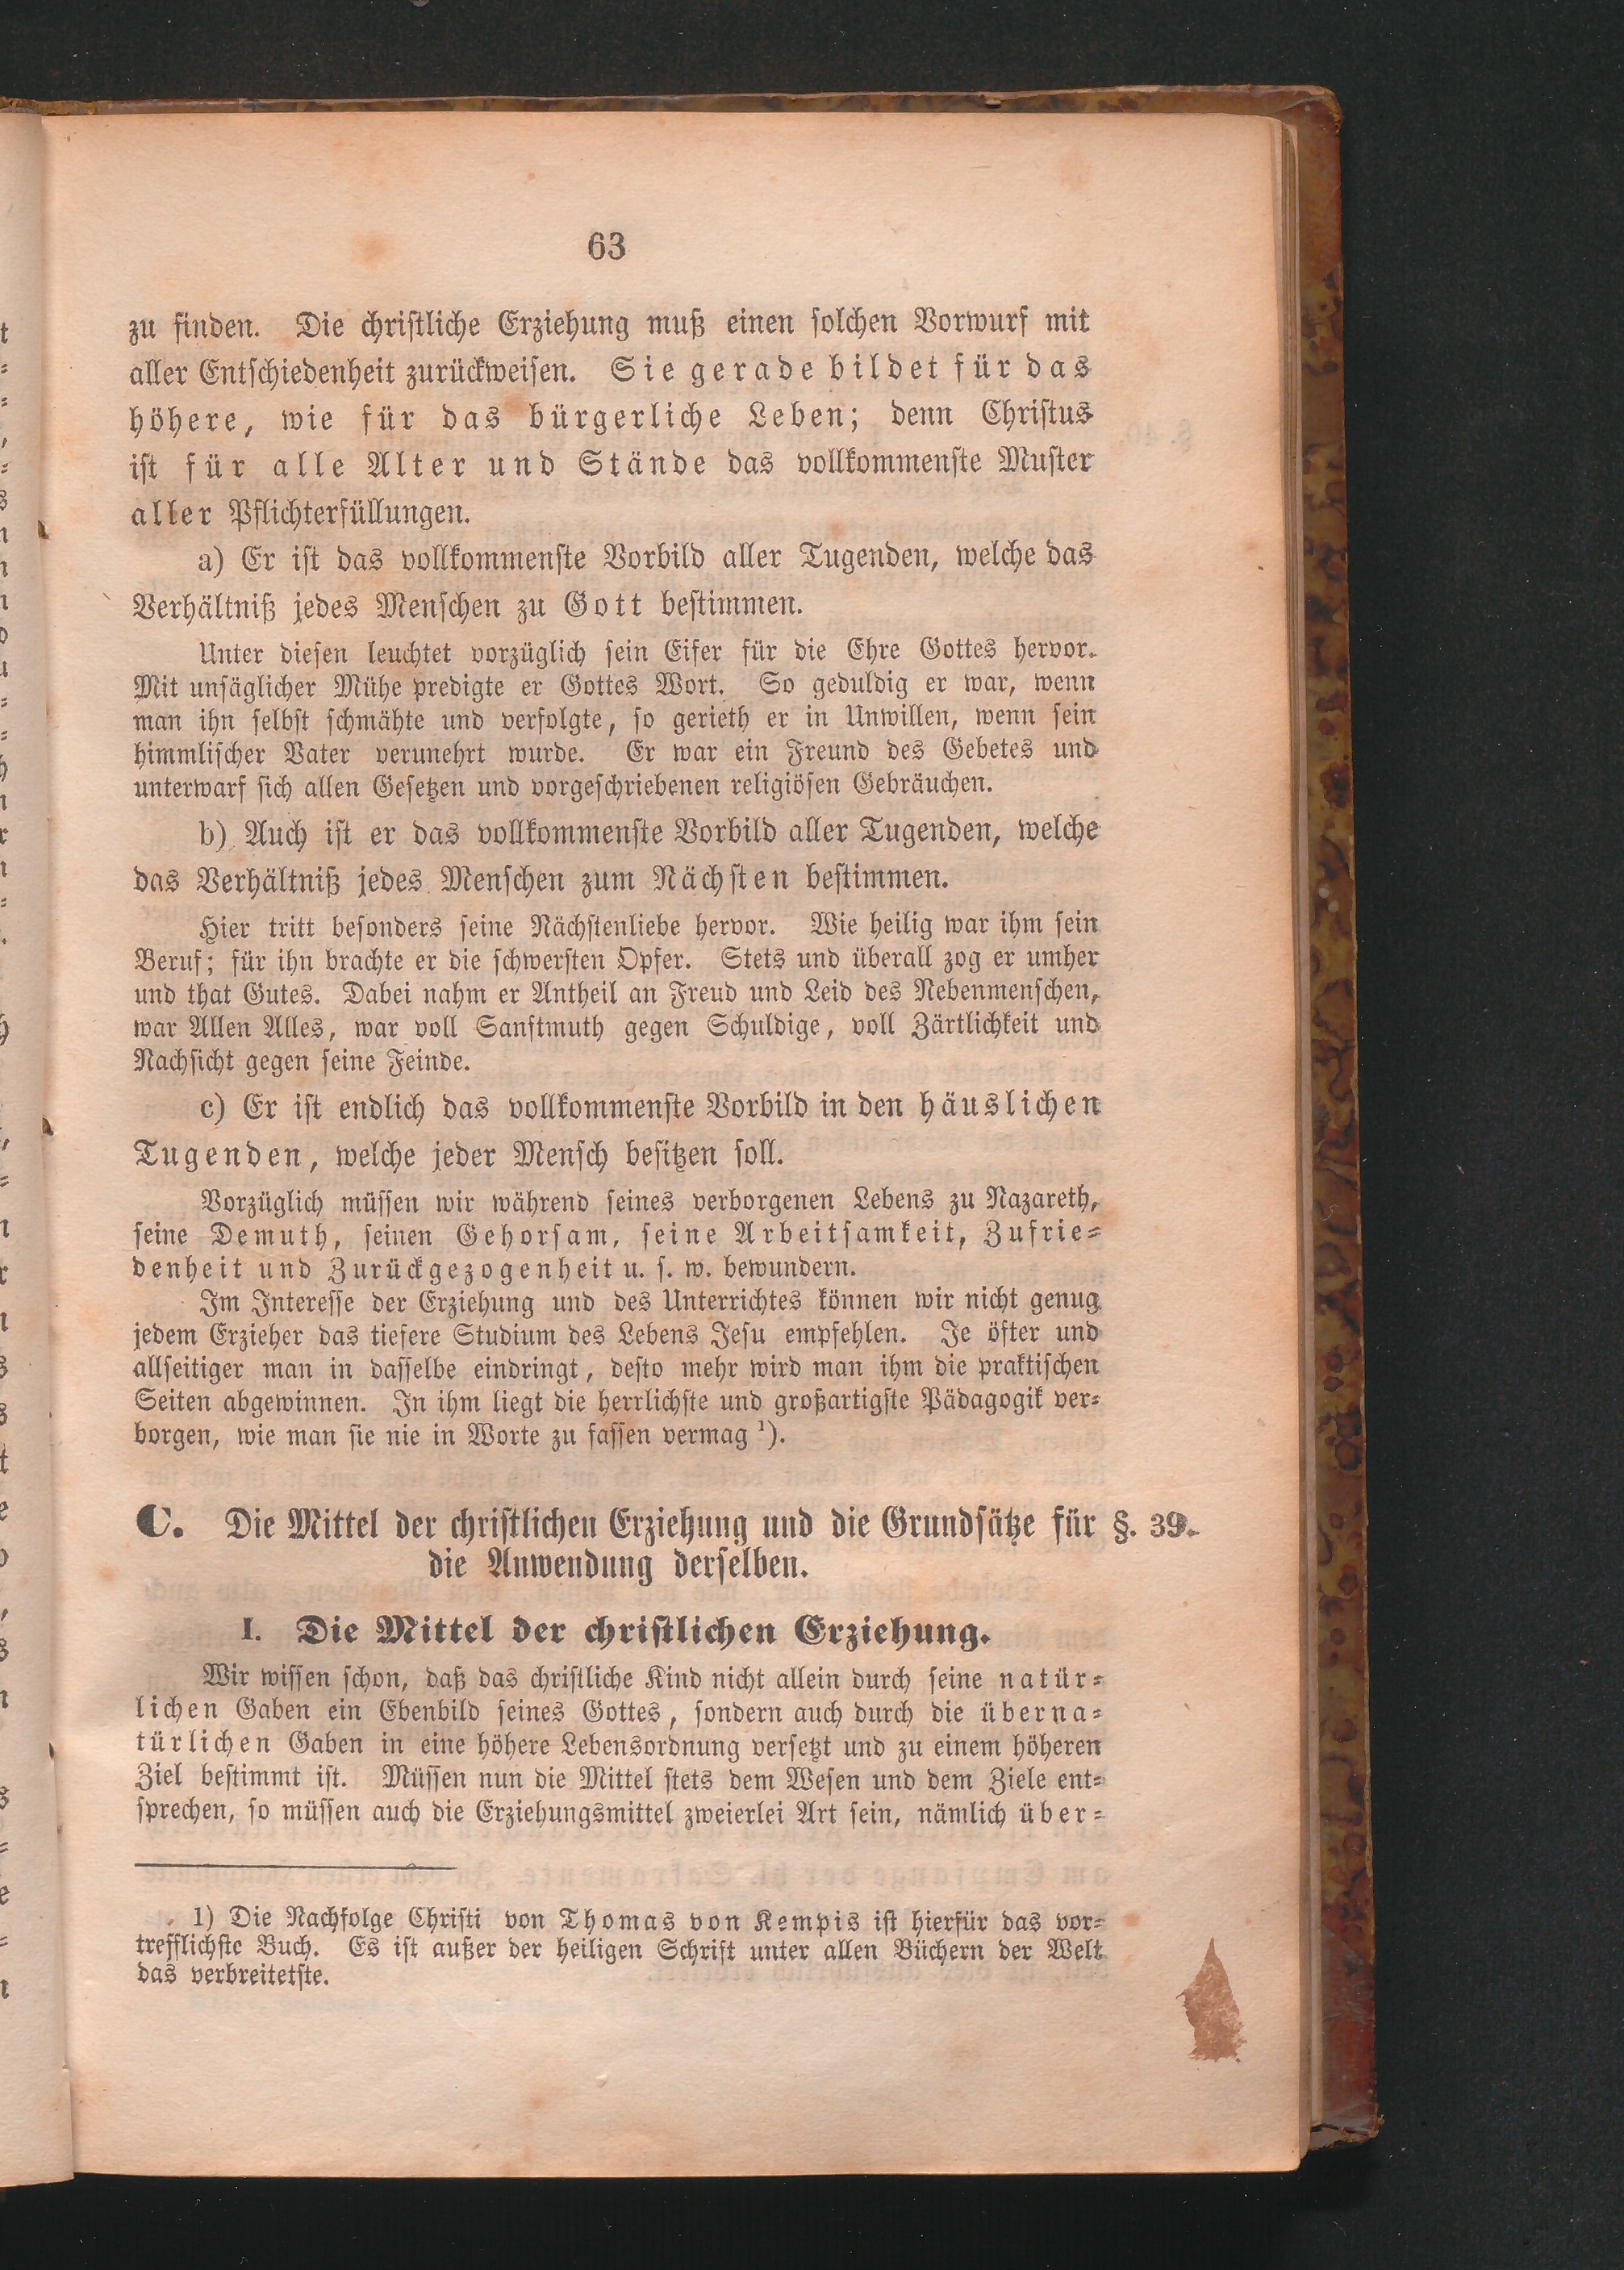 63
zu finden. Die christliche Erziehung muß einen solchen Vorwurf mit
aller Entschiedenheit zurückweisen. Sie gerade bildet für das
höhere, wie für das bürgerliche Leben; denn Christus
ist für alle Alter und Stände das vollkommenste Muster
aller Pflichterfüllungen.
a) Er ist das vollkommenste Vorbild aller Tugenden, welche das
Verhältniß jedes Menschen zu Gott bestimmen.
Unter diesen leuchtet vorzüglich sein Eifer für die Ehre Gottes hervor.
Mit unsäglicher Mühe predigte er Gottes Wort. So geduldig er war, wenn
man ihn selbst schmähte und verfolgte, so gerieth er in Unwillen, wenn sein
himmlischer Vater verunehrt wurde. Er war ein Freund des Gebetes und
unterwarf sich allen Gesetzen und vorgeschriebenen religiösen Gebräuchen.
b) Auch ist er das vollkommenste Vorbild aller Tugenden, welche
das Verhältniß jedes Menschen zum Nächsten bestimmen.
Hier tritt besonders seine Nächstenliebe hervor. Wie heilig war ihm sein
Beruf; für ihn brachte er die schwersten Opfer. Stets und überall zog er umher
und that Gutes. Dabei nahm er Antheil an Freud und Leid des Nebenmenschen,
war Allen Alles, war voll Sanftmuth gegen Schuldige, voll Zärtlichkeit und
Nachsicht gegen seine Feinde.
c) Er ist endlich das vollkommenste Vorbild in den häuslichen
Tugenden, welche jeder Mensch besitzen soll.
Vorzüglich müssen wir während seines verborgenen Lebens zu Nazareth,
seine Demuth, seinen Gehorsam, seine Arbeitsamkeit, Zufrie-
denheit und Zurückgezogenheit u. s. w. bewundern.
Im Interesse der Erziehung und des Unterrichtes können wir nicht genug
jedem Erzieher das tiefere Studium des Lebens Jesu empfehlen. Je öfter und
allseitiger man in dasselbe eindringt, desto mehr wird man ihm die praktischen
Seiten abgewinnen. In ihm liegt die herrlichste und großartigste Pädagogik ver-
borgen, wie man sie nie in Worte zu fassen vermag ¹).
C. Die Mittel der christlichen Erziehung und die Grundsätze für §. 39.
die Anwendung derselben.
I. Die Mittel der christlichen Erziehung.
Wir wissen schon, daß das christliche Kind nicht allein durch seine natür-
lichen Gaben ein Ebenbild seines Gottes, sondern auch durch die überna-
türlichen Gaben in eine höhere Lebensordnung versetzt und zu einem höheren
Ziel bestimmt ist. Müssen nun die Mittel stets dem Wesen und dem Ziele ent-
sprechen, so müssen auch die Erziehungsmittel zweierlei Art sein, nämlich über-
1) Die Nachfolge Christi von Thomas von Kempis ist hierfür das vor-
trefflichste Buch. Es ist außer der heiligen Schrift unter allen Büchern der Welt
das verbreitetste.